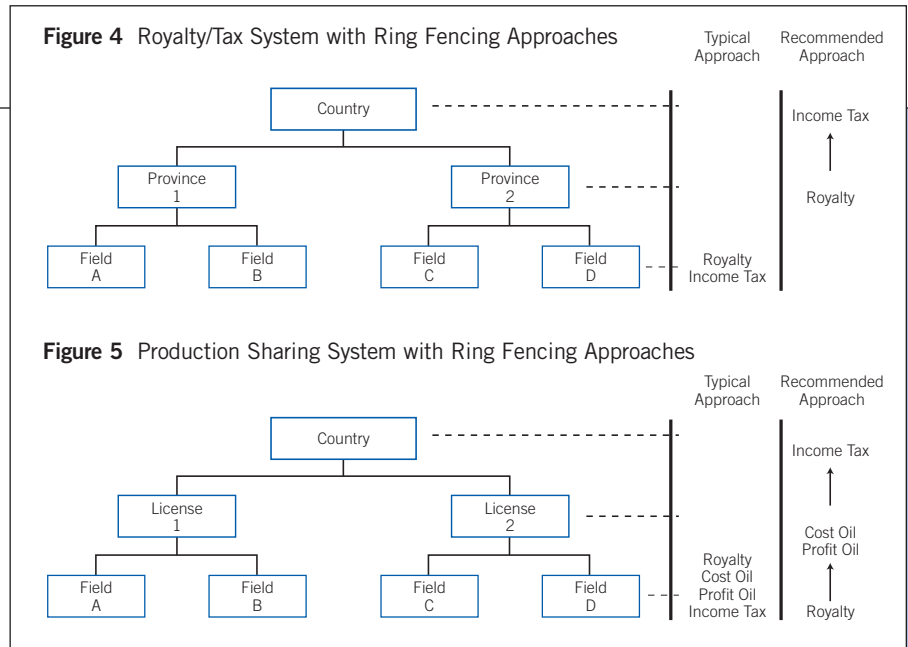 Figure 4 Royalty/Tax System with Ring Fencing Approaches
Typical
Approach
Recommended
Approach
Country
Income Tax
Province
1
Province
2
Royalty
Field
A
Field
B
Field
C
Field
D
Royalty
Income Tax
Figure 5 Production Sharing System with Ring Fencing Approaches
Typical
Approach
Recommended
Approach
Country
Income Tax
License
1
License
2
Cost Oil
Profit Oil
Field
A
Field
B
Field
C
Field
D
Royalty
Cost Oil
Profit Oil
Income Tax
Royalty